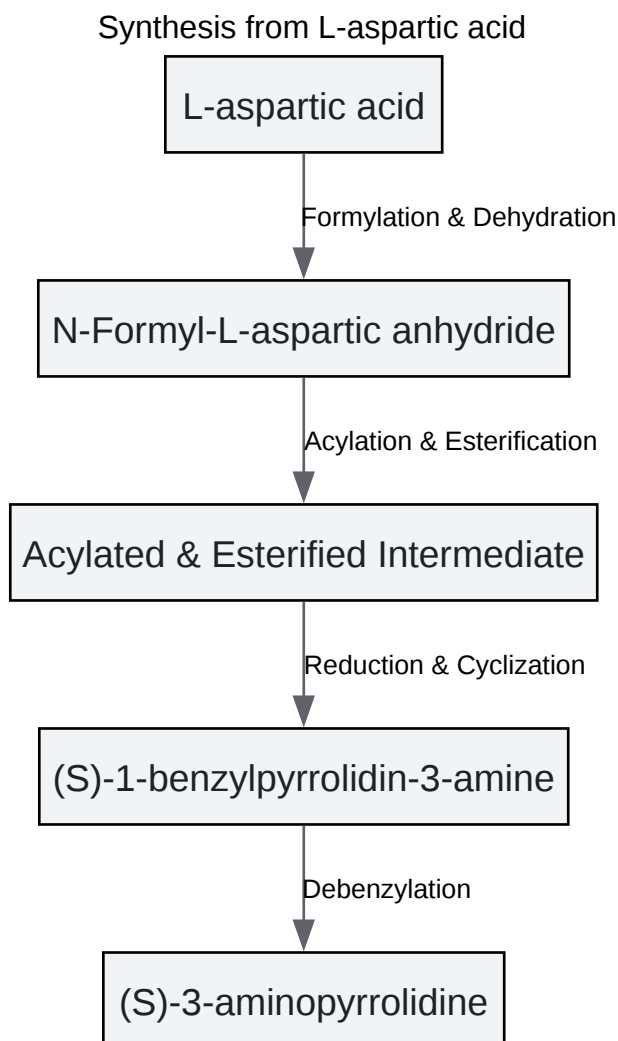 Synthesis from L-aspartic acid
L-aspartic acid
Formylation & Dehydration
N-Formyl-L-aspartic anhydride
Acylation & Esterification
Acylated & Esterified Intermediate
Reduction & Cyclization
(S)-1-benzylpyrrolidin-3-amine
Debenzylation
(S)-3-aminopyrrolidine